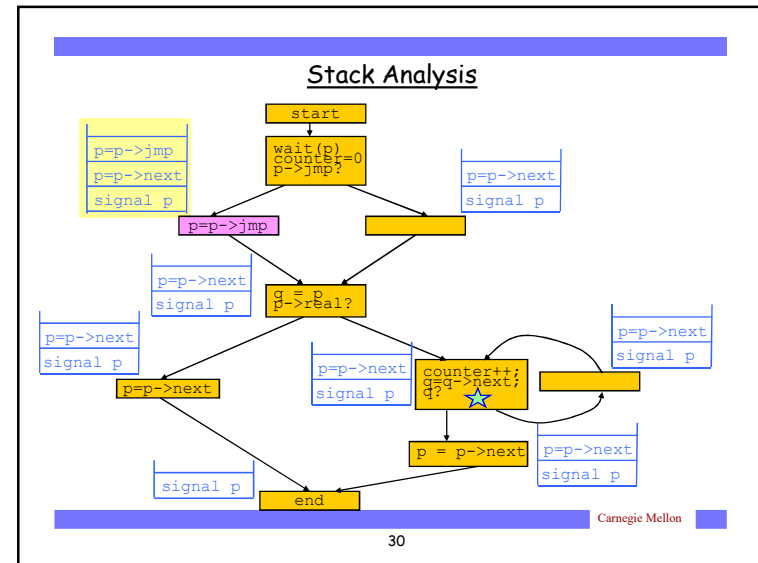 Stack Analysis
start
p=p->jmp
p=p->next
signal p
wait(p)
counter=0
p->jmp?
p=p->next
signal p
p=p->jmp
p=p->next
signal p
q = p
p->real?
p=p->next
signal p
p=p->next
signal p
counter++;
q=q->next;
q?
p=p->next
signal p
p=p->next
p = p->next
p=p->next
signal p
signal p
end
Carnegie Mellon
30